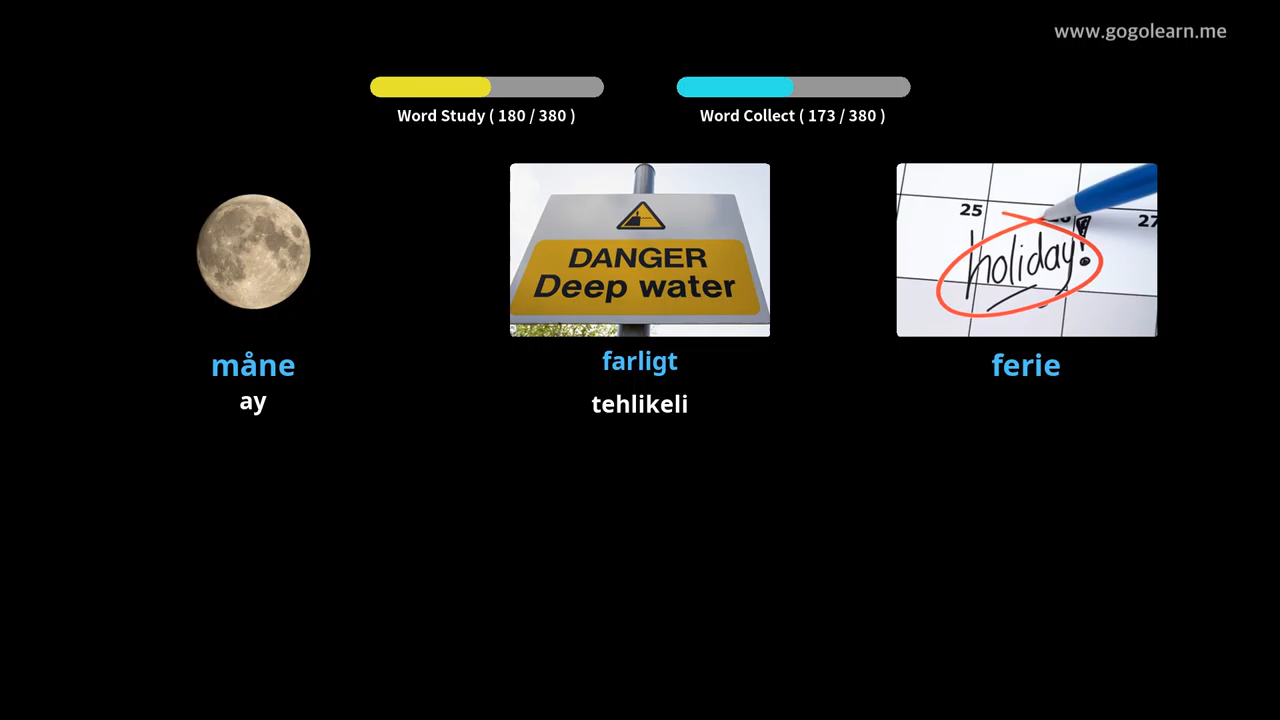 www.gogolearn.me
Word Study ( 180 / 380 )
Word Collect ( 173 / 380 )
DANGER
Deep water
25
27
holiday!
måne
farligt
ferie
ay
tehlikeli